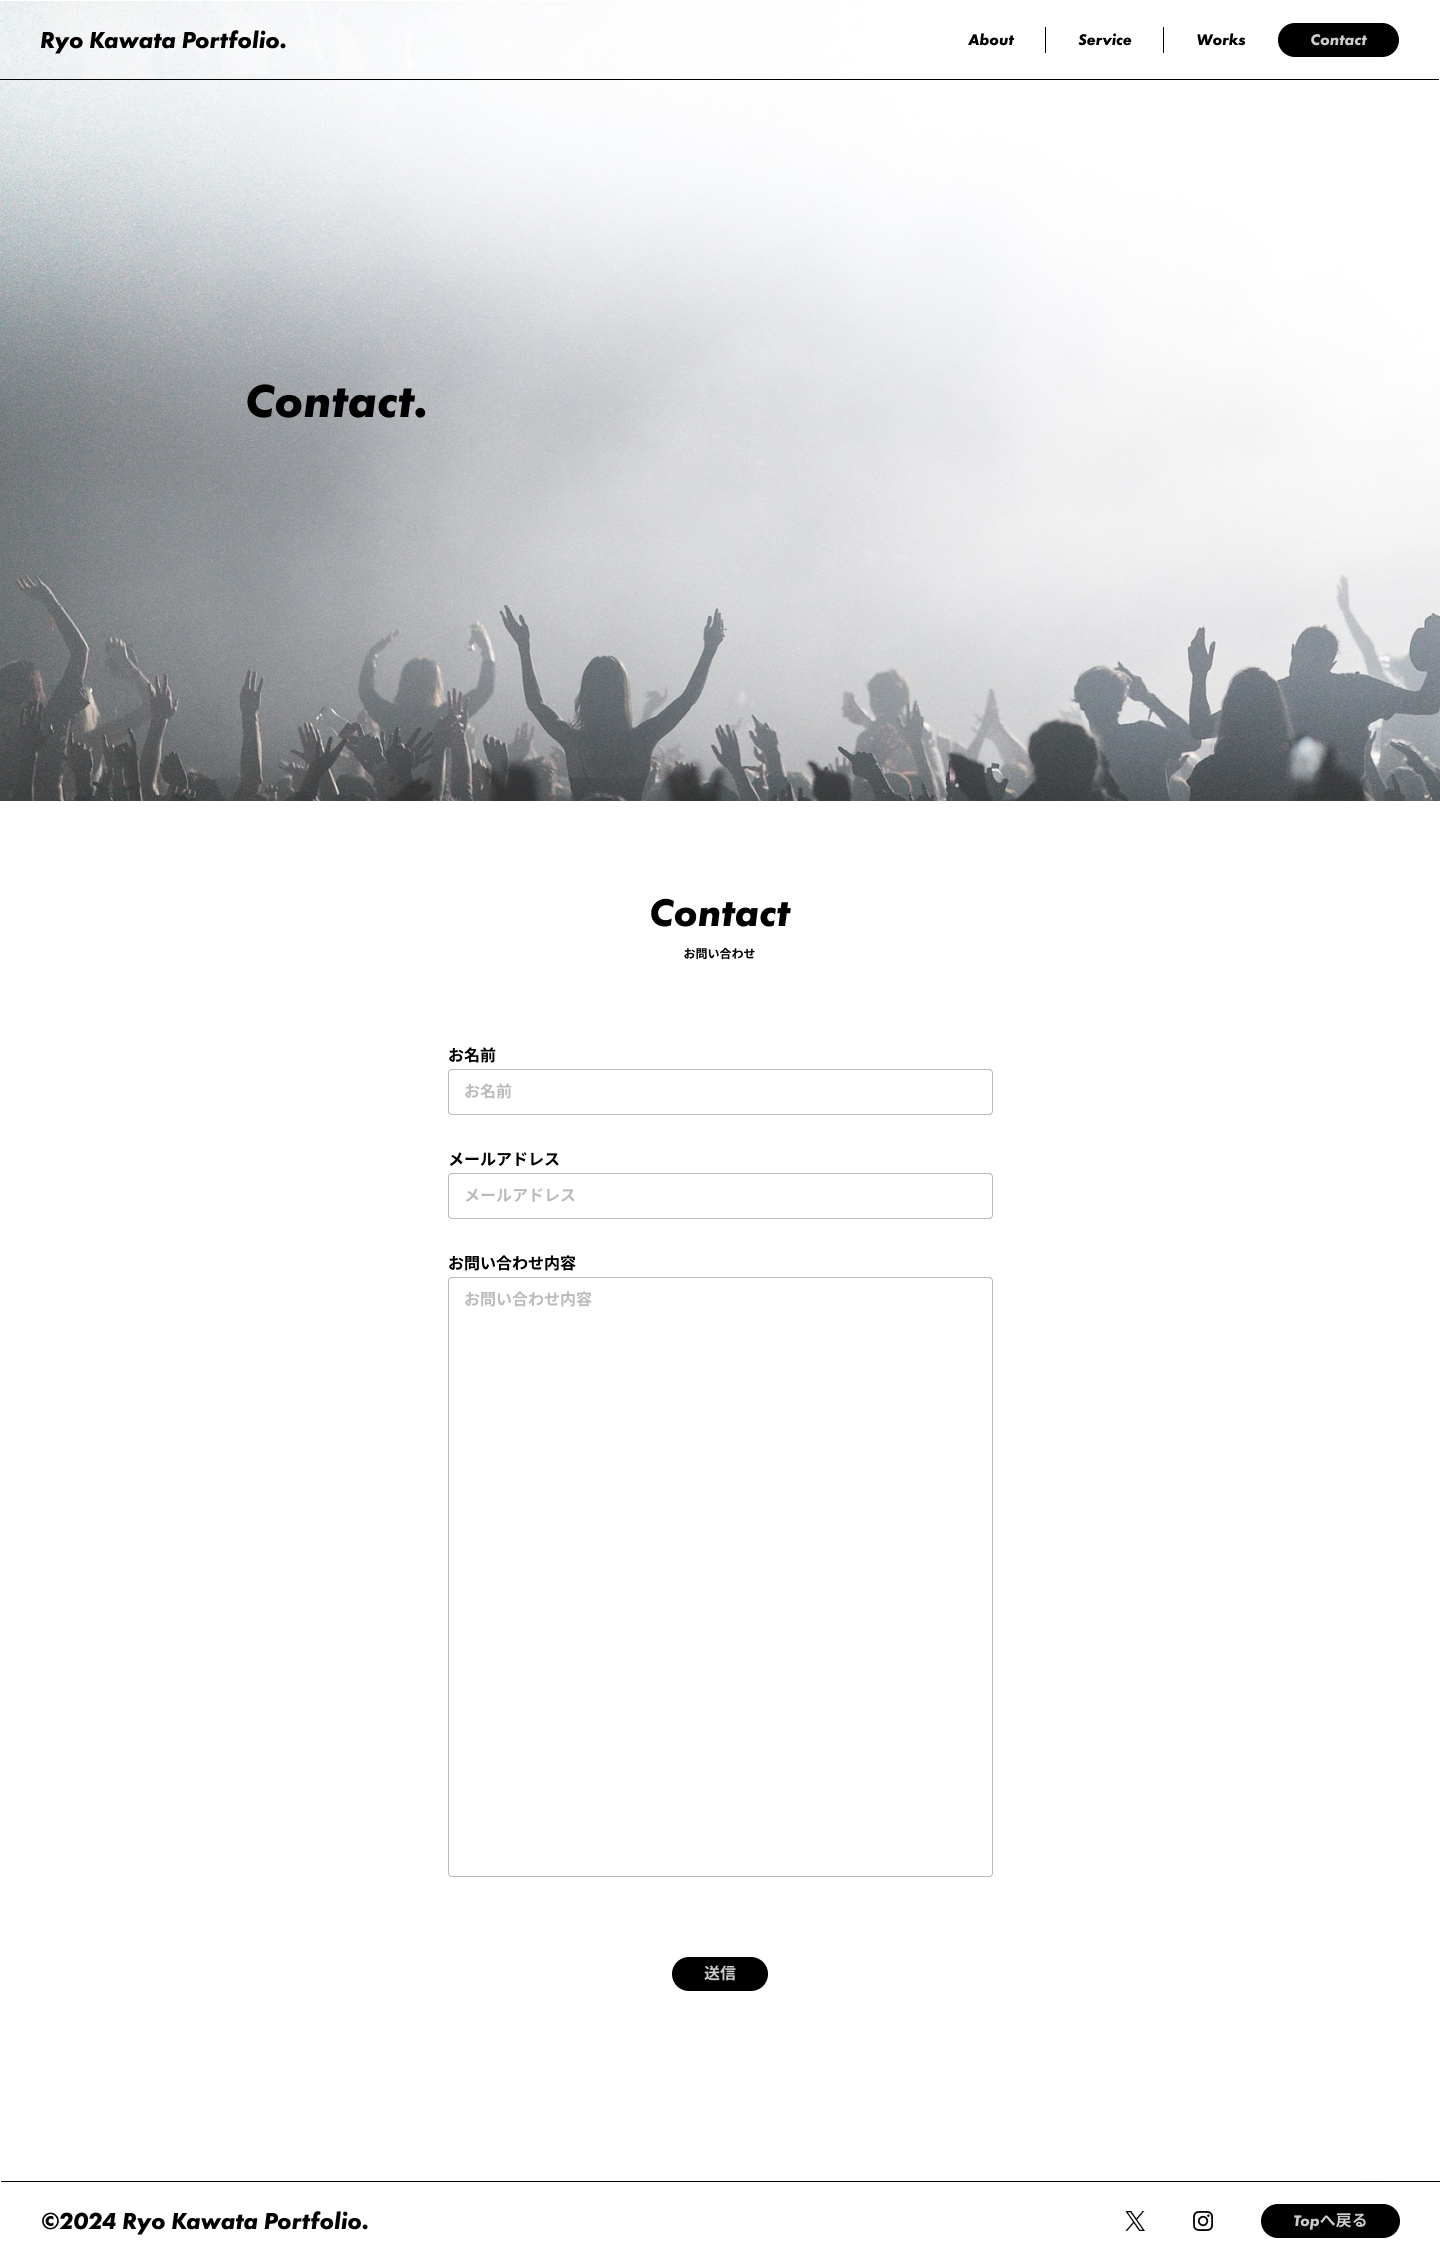 Ryo Kawata Portfolio.
About
Service
Works
Contact
Contact.
Contact
お問い合わせ
お名前
お名前
メールアドレス
メールアドレス
お問い合わせ内容
お問い合わせ内容
送信
©2024 Ryo Kawata Portfolio.
Topへ戻る